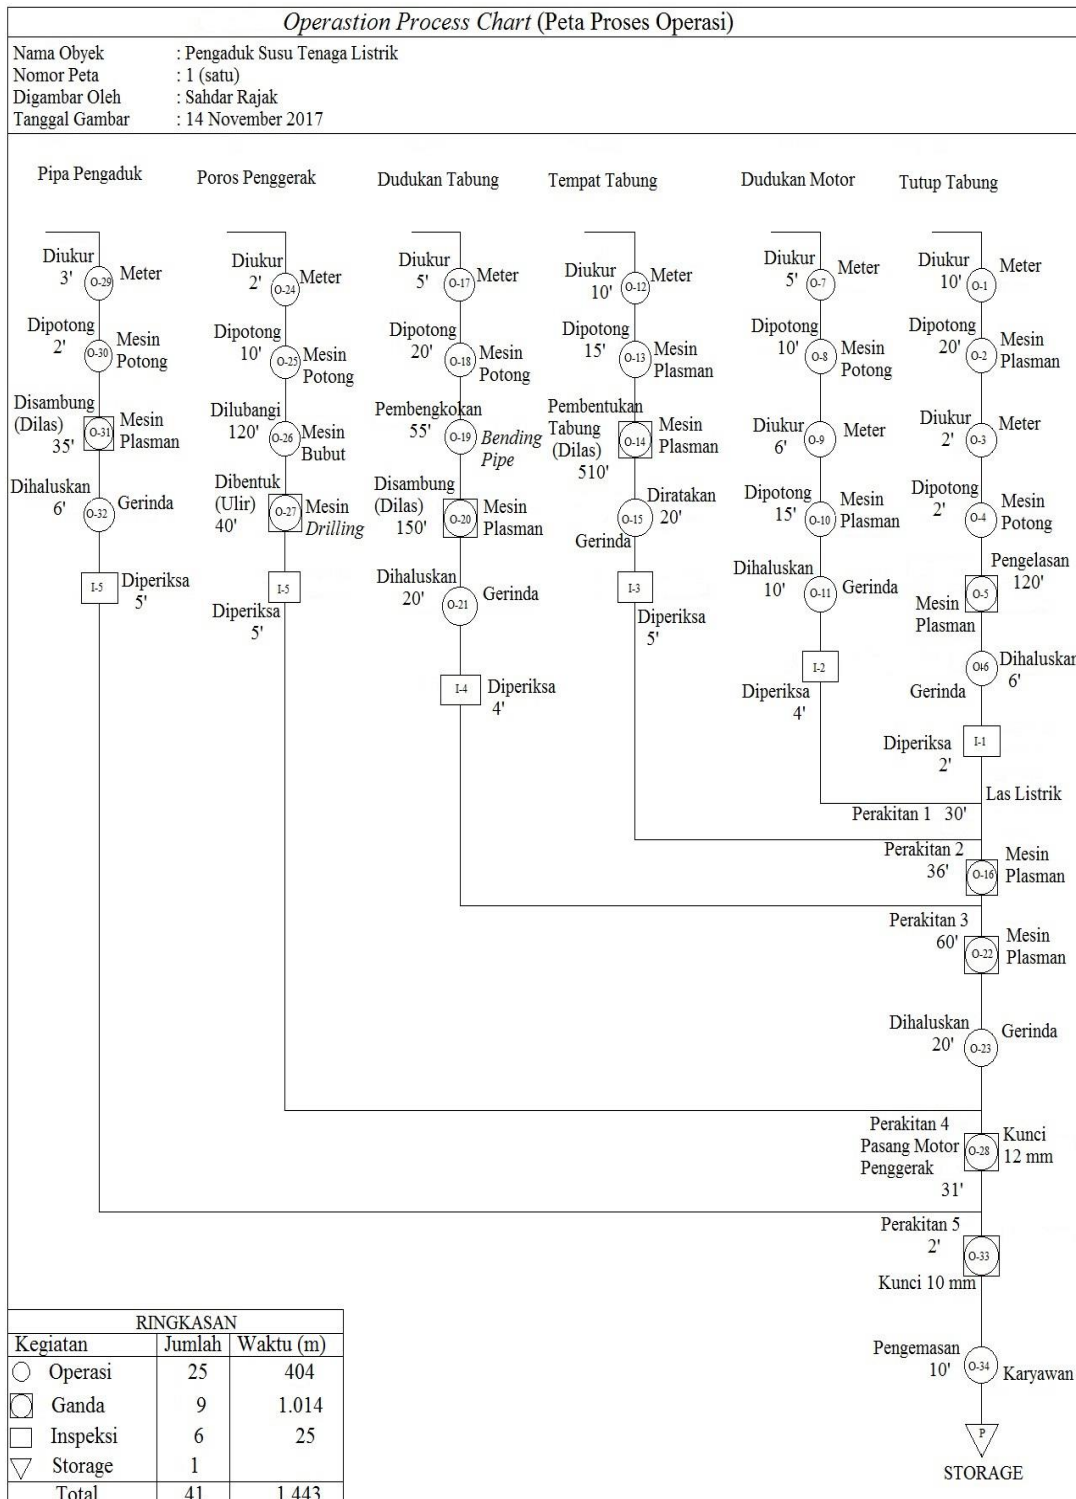 Operastion Process Chart (Peta Proses Operasi)
Nama Obyek : Pengaduk Susu Tenaga Listrik
Nomor Peta : 1 (satu)
Digambar Oleh : Sahdar Rajak
Tanggal Gambar : 14 November 2017
Pipa Pengaduk
Diukur
3'
O-29
Meter
Dipotong
2'
O-30
Mesin
Potong
Disambung
(Dilas)
35'
O-31
Mesin
Plasman
Dihaluskan
6'
O-32
Gerinda
I-5
Diperiksa
5'
Poros Penggerak
Diukur
2'
O-24
Meter
Dipotong
10'
O-25
Mesin
Potong
Dilubangi
120'
O-26
Mesin
Bubut
Dibentuk
(Ulir)
40'
O-27
Mesin
Drilling
I-5
Diperiksa
5'
Dudukan Tabung
Diukur
5'
O-17
Meter
Dipotong
20'
O-18
Mesin
Potong
Pembengkokan
55'
O-19
Bending
Pipe
Disambung
(Dilas)
150'
O-20
Mesin
Plasman
Dihaluskan
20'
O-21
Gerinda
I-4
Diperiksa
4'
Tempat Tabung
Diukur
10'
O-12
Meter
Dipotong
15'
O-13
Mesin
Plasman
Pembentukan
Tabung
(Dilas)
510'
O-14
Mesin
Plasman
Diratakan
20'
O-15
Gerinda
I-3
Diperiksa
5'
Dudukan Motor
Diukur
5'
O-7
Meter
Dipotong
10'
O-8
Mesin
Potong
Diukur
6'
O-9
Meter
Dipotong
15'
O-10
Mesin
Plasman
Dihaluskan
10'
O-11
Gerinda
I-2
Diperiksa
4'
Tutup Tabung
Diukur
10'
O-1
Meter
Dipotong
20'
O-2
Mesin
Plasman
Diukur
2'
O-3
Meter
Dipotong
2'
O-4
Mesin
Potong
Pengelasan
120'
O-5
Mesin
Plasman
Dihaluskan
6'
Gerinda
I-1
Diperiksa
2'
Las Listrik
Perakitan 1 30'
Perakitan 2
36'
O-16
Mesin
Plasman
Perakitan 3
60'
O-22
Mesin
Plasman
Dihaluskan
20'
O-23
Gerinda
Perakitan 4
Pasang Motor
Penggerak
31'
O-28
Kunci
12 mm
Perakitan 5
2'
O-33
Kunci 10 mm
Pengemasan
10'
O-34
Karyawan
P
STORAGE
RINGKASAN
Kegiatan Jumlah Waktu (m)
Operasi 25 404
Ganda 9 1.014
Inspeksi 6 25
Storage 1
Total 41 1.443